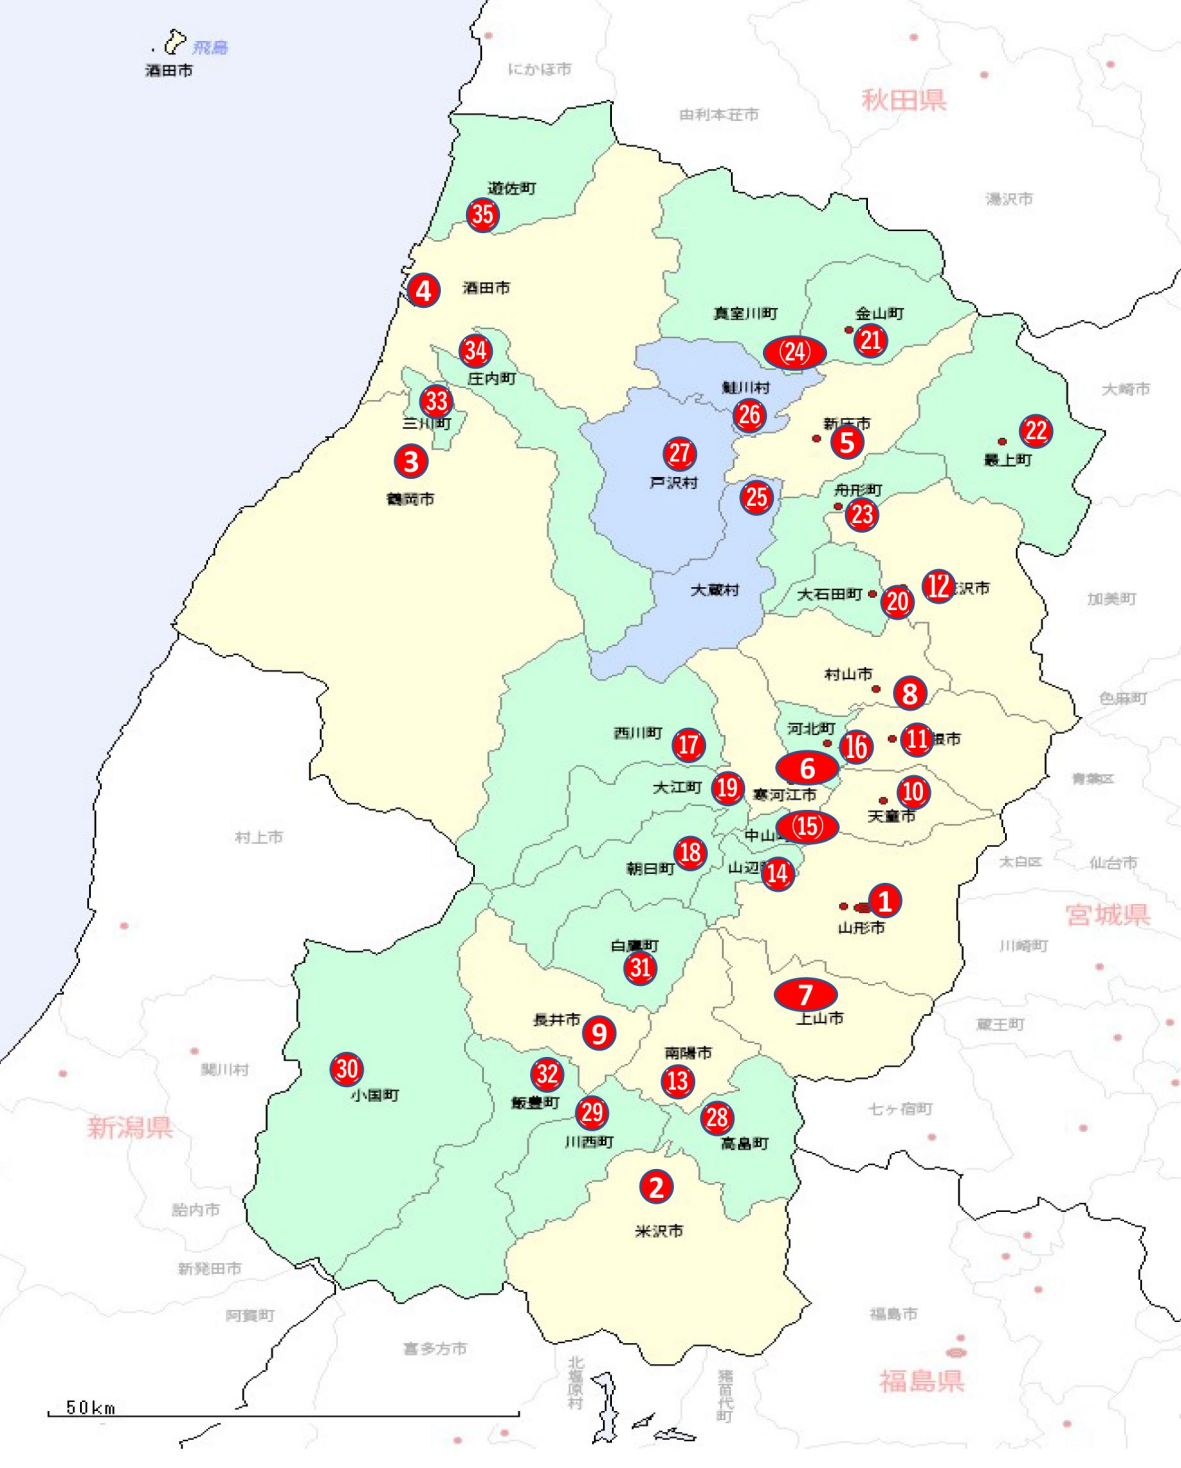 飛島
酒田市
にかほ市
由利本荘市
秋田県
湯沢市
遊佐町
35
4
酒田市
真室川町
金山町
(24)
21
34
庄内町
鮭川村
大崎市
33
三川町
26
新庄市
5
22
最上町
3
鶴岡市
27
戸沢村
25
舟形町
23
大蔵村
大石田町
20
12
沢市
加美町
村山市
8
色麻町
西川町
17
河北町
16
11
根市
6
大江町
19
寒河江市
10
天童市
青葉区
村上市
中山
(15)
朝日町
18
山辺
14
太白区
仙台市
1
山形市
宮城県
白鷹町
31
川崎町
7
上山市
長井市
9
蔵王町
南陽市
13
関川村
30
小国町
32
飯豊町
29
川西町
28
高畠町
七ヶ宿町
新潟県
2
米沢市
胎内市
新発田市
阿賀町
喜多方市
北塩原村
猪苗代町
福島市
福島県
50km